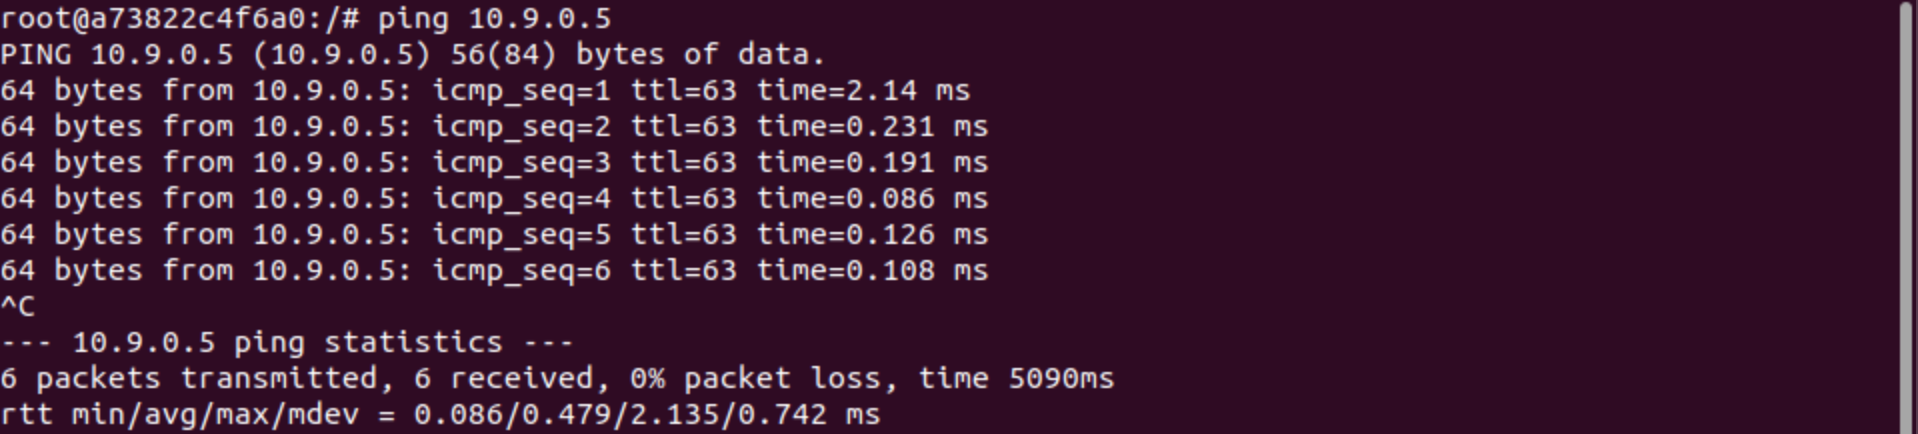 root@a73822c4f6a0:/# ping 10.9.0.5
PING 10.9.0.5 (10.9.0.5) 56(84) bytes of data.
64 bytes from 10.9.0.5: icmp_seq=1 ttl=63 time=2.14 ms
64 bytes from 10.9.0.5: icmp_seq=2 ttl=63 time=0.231 ms
64 bytes from 10.9.0.5: icmp_seq=3 ttl=63 time=0.191 ms
64 bytes from 10.9.0.5: icmp_seq=4 ttl=63 time=0.086 ms
64 bytes from 10.9.0.5: icmp_seq=5 ttl=63 time=0.126 ms
64 bytes from 10.9.0.5: icmp_seq=6 ttl=63 time=0.108 ms
^C
--- 10.9.0.5 ping statistics ---
6 packets transmitted, 6 received, 0% packet loss, time 5090ms
rtt min/avg/max/mdev = 0.086/0.479/2.135/0.742 ms